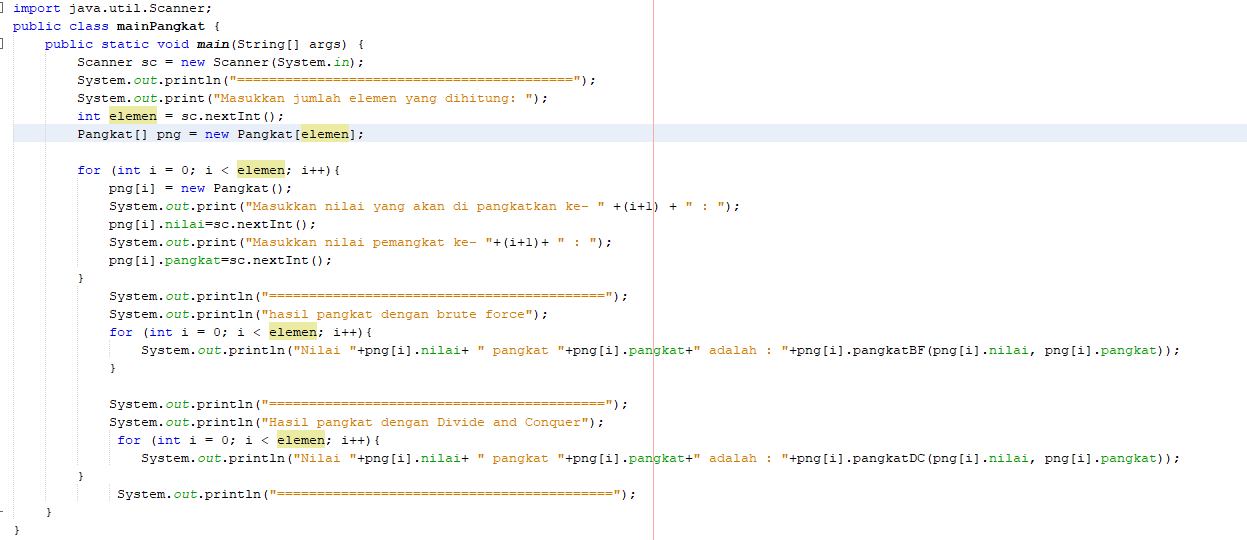 import java.util.Scanner;
public class mainPangkat {
    public static void main(String[] args) {
        Scanner sc = new Scanner(System.in);
        System.out.println("==========================================");
        System.out.print("Masukkan jumlah elemen yang dihitung: ");
        int elemen = sc.nextInt();
        Pangkat[] png = new Pangkat[elemen];
        for (int i = 0; i < elemen; i++){
            png[i] = new Pangkat();
            System.out.print("Masukkan nilai yang akan di pangkatkan ke- " +(i+1) + " : ");
            png[i].nilai=sc.nextInt();
            System.out.print("Masukkan nilai pemangkat ke- "+(i+1)+ " : ");
            png[i].pangkat=sc.nextInt();
        }
            System.out.println("==========================================");
            System.out.println("hasil pangkat dengan brute force");
            for (int i = 0; i < elemen; i++){
                System.out.println("Nilai "+png[i].nilai+ " pangkat "+png[i].pangkat+" adalah : "+png[i].pangkatBF(png[i].nilai, png[i].pangkat));
            }
            System.out.println("==========================================");
            System.out.println("Hasil pangkat dengan Divide and Conquer");
             for (int i = 0; i < elemen; i++){
                System.out.println("Nilai "+png[i].nilai+ " pangkat "+png[i].pangkat+" adalah : "+png[i].pangkatDC(png[i].nilai, png[i].pangkat));
        }
             System.out.println("==========================================");
    }
}